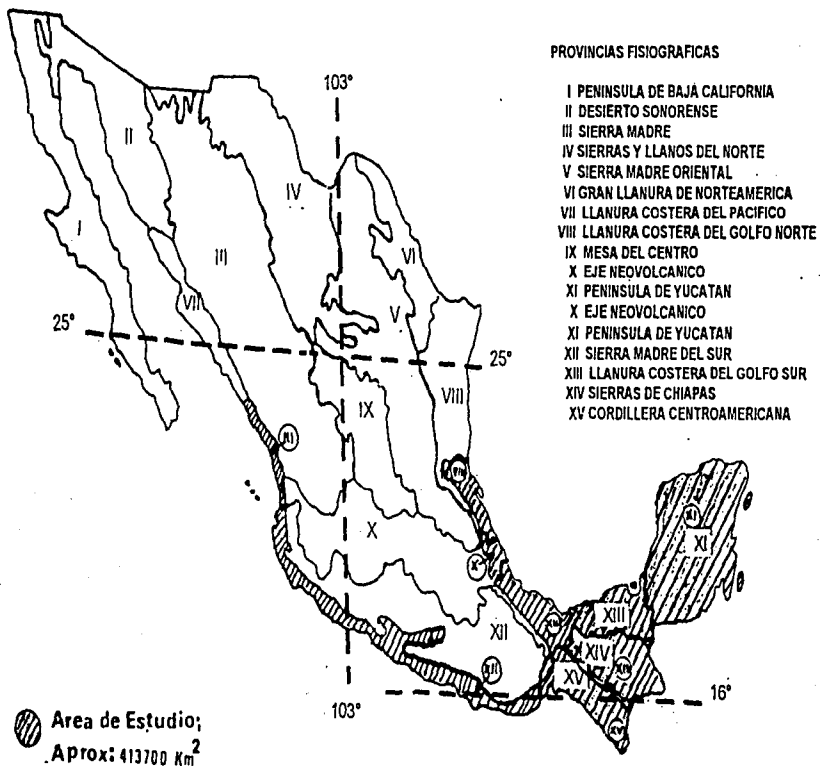 PROVINCIAS FISIOGRAFICAS
I PENINSULA DE BAJA CALIFORNIA
II DESIERTO SONORENSE
III SIERRA MADRE
IV SIERRAS Y LLANOS DEL NORTE
V SIERRA MADRE ORIENTAL
VI GRAN LLANURA DE NORTEAMERICA
VII LLANURA COSTERA DEL PACIFICO
VIII LLANURA COSTERA DEL GOLFO NORTE
IX MESA DEL CENTRO
X EJE NEOVOLCANICO
XI PENINSULA DE YUCATAN
X EJE NEOVOLCANICO
XI PENINSULA DE YUCATAN
XII SIERRA MADRE DEL SUR
XIII LLANURA COSTERA DEL GOLFO SUR
XIV SIERRAS DE CHIAPAS
XV CORDILLERA CENTROAMERICANA
103°
II
IV
I
III
VI
VII
V
25°
25°
IX
VIII
XI
X
XI
X
XIII
XII
XIV
XV
XII
16°
103°
XV
Area de Estudio;
Aprox: 413700 Km²